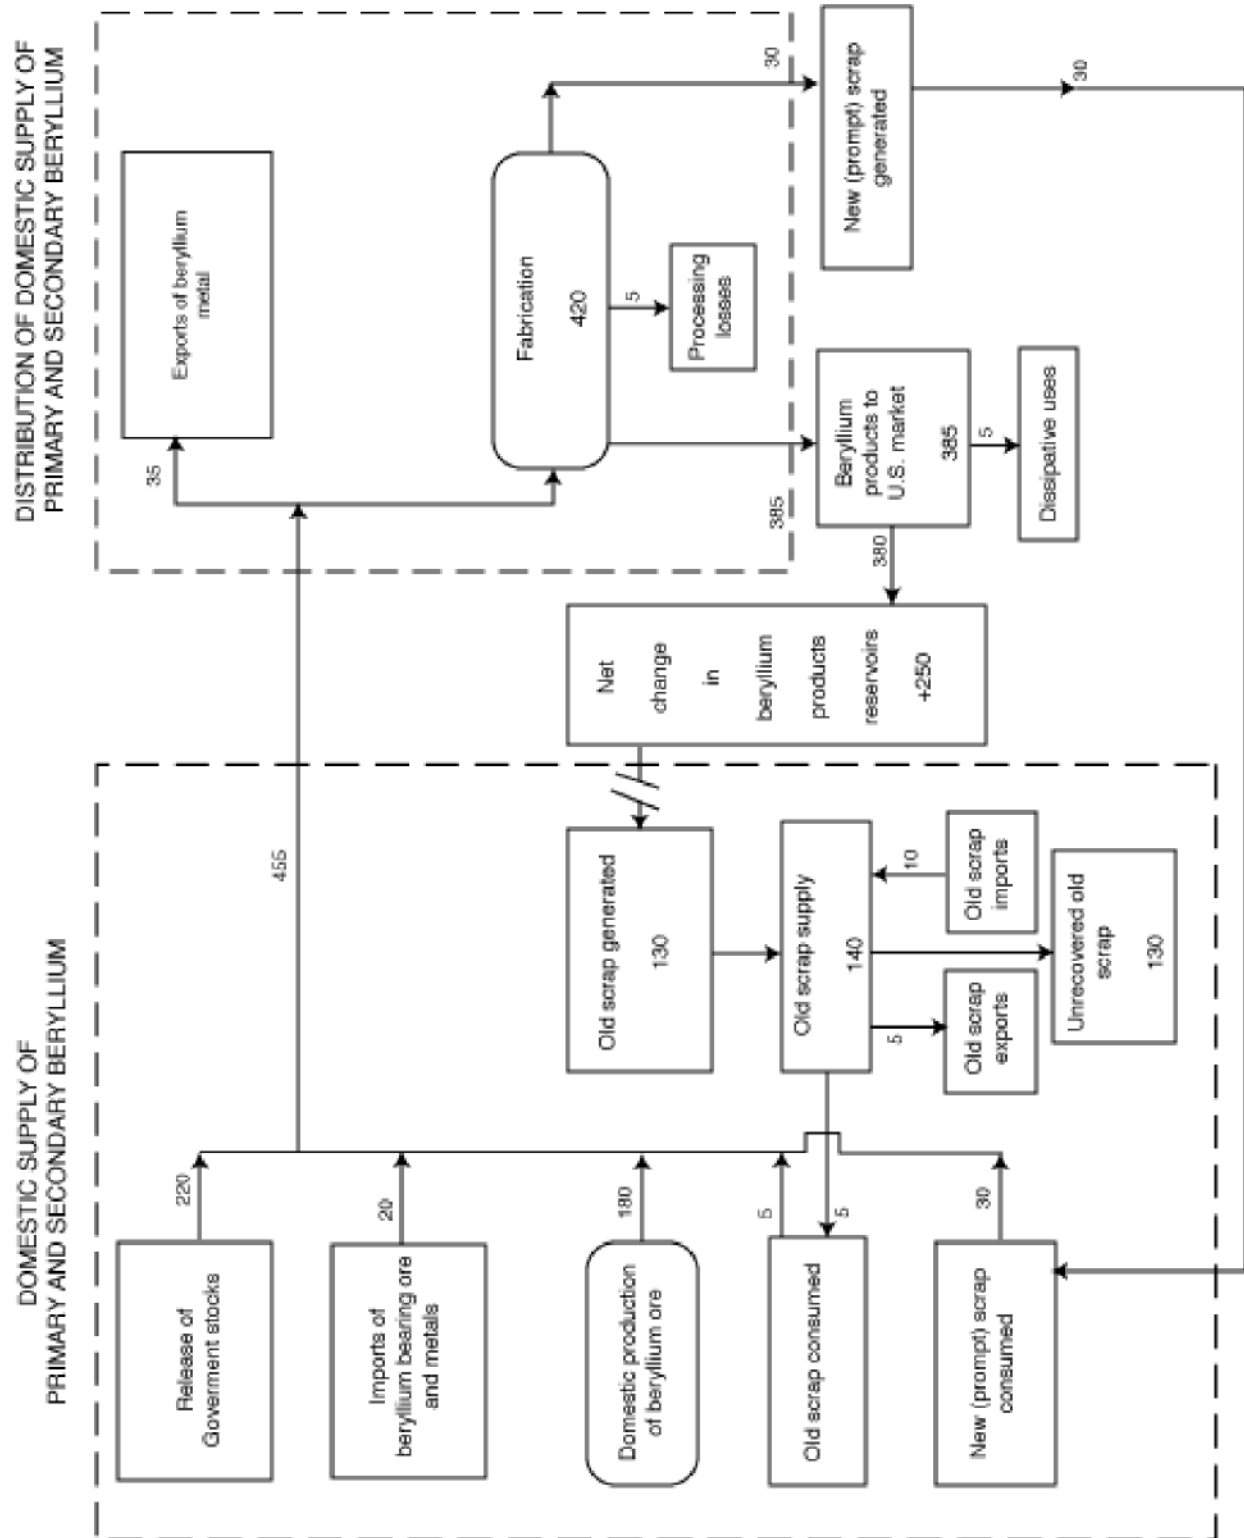 DOMESTIC SUPPLY OF
PRIMARY AND SECONDARY BERYLLIUM
DISTRIBUTION OF DOMESTIC SUPPLY OF
PRIMARY AND SECONDARY BERYLLIUM
Release of
Goverment stocks
220
Imports of
beryllium bearing ore
and metals
20
Domestic production
of beryllium ore
180
Old scrap consumed
5
5
New (prompt) scrap
consumed
30
455
Old scrap generated
130
Old scrap supply
140
5
10
Old scrap
exports
Old scrap
imports
Unrecovered old
scrap
130
Net
change
in
beryllium
products
reservoirs
+250
380
35
Exports of beryllium
metal
Fabrication
420
5
Processing
losses
385
30
Beryllium
products to
U.S. market
385
5
Dissipative uses
New (prompt) scrap
generated
30